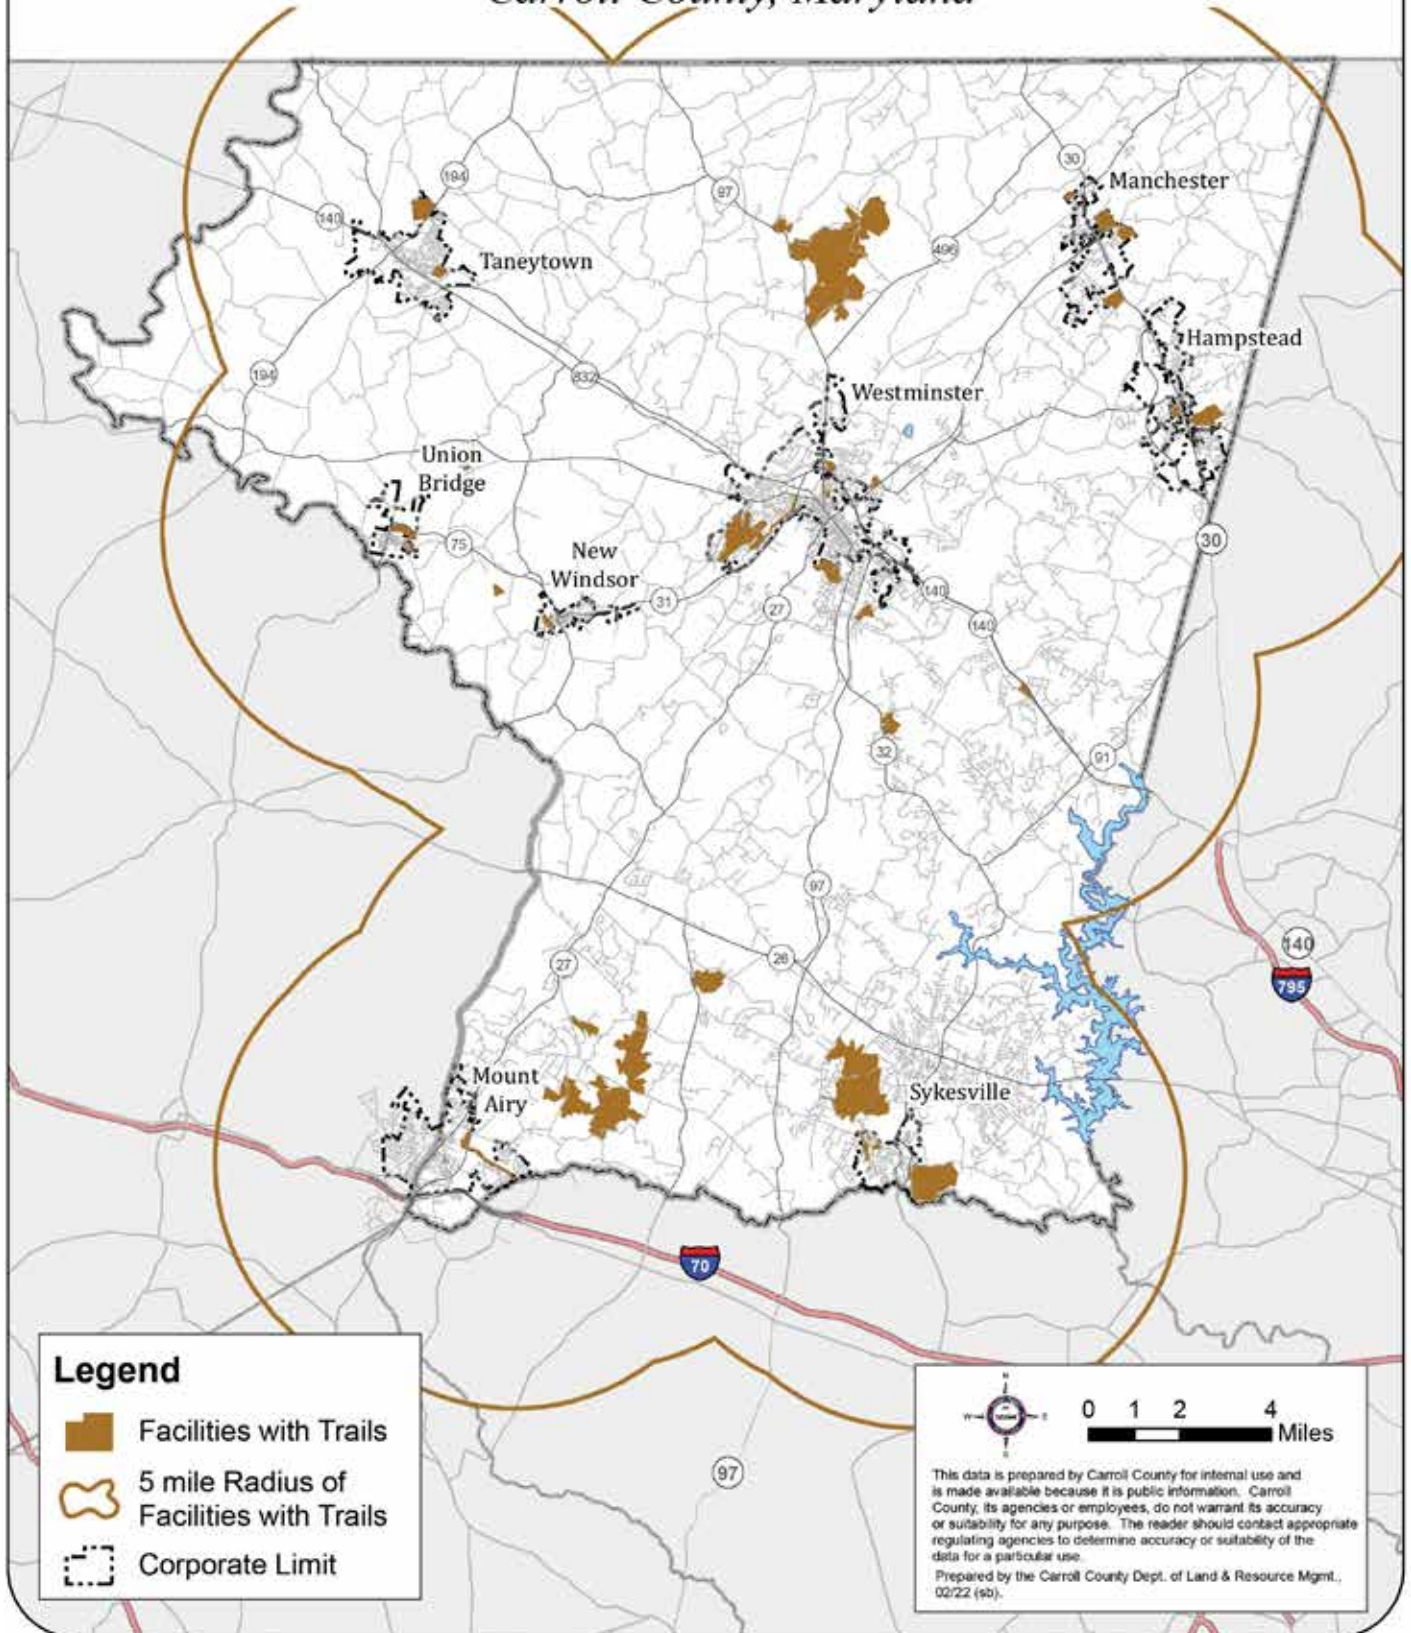 Carroll County, Maryland
30
Manchester
194
97
140
496
Taneytown
Hampstead
194
832
Westminster
Union
Bridge
75
New
Windsor
30
31
27
140
140
32
91
97
140
26
27
795
Mount
Airy
Sykesville
70
97
Legend
Facilities with Trails
5 mile Radius of
Facilities with Trails
Corporate Limit
N
W
E
S
0 1 2 4
Miles
This data is prepared by Carroll County for internal use and
is made available because it is public information. Carroll
County, its agencies or employees, do not warrant its accuracy
or suitability for any purpose. The reader should contact appropriate
regulating agencies to determine accuracy or suitability of the
data for a particular use.
Prepared by the Carroll County Dept. of Land & Resource Mgmt.,
02/22 (sb).